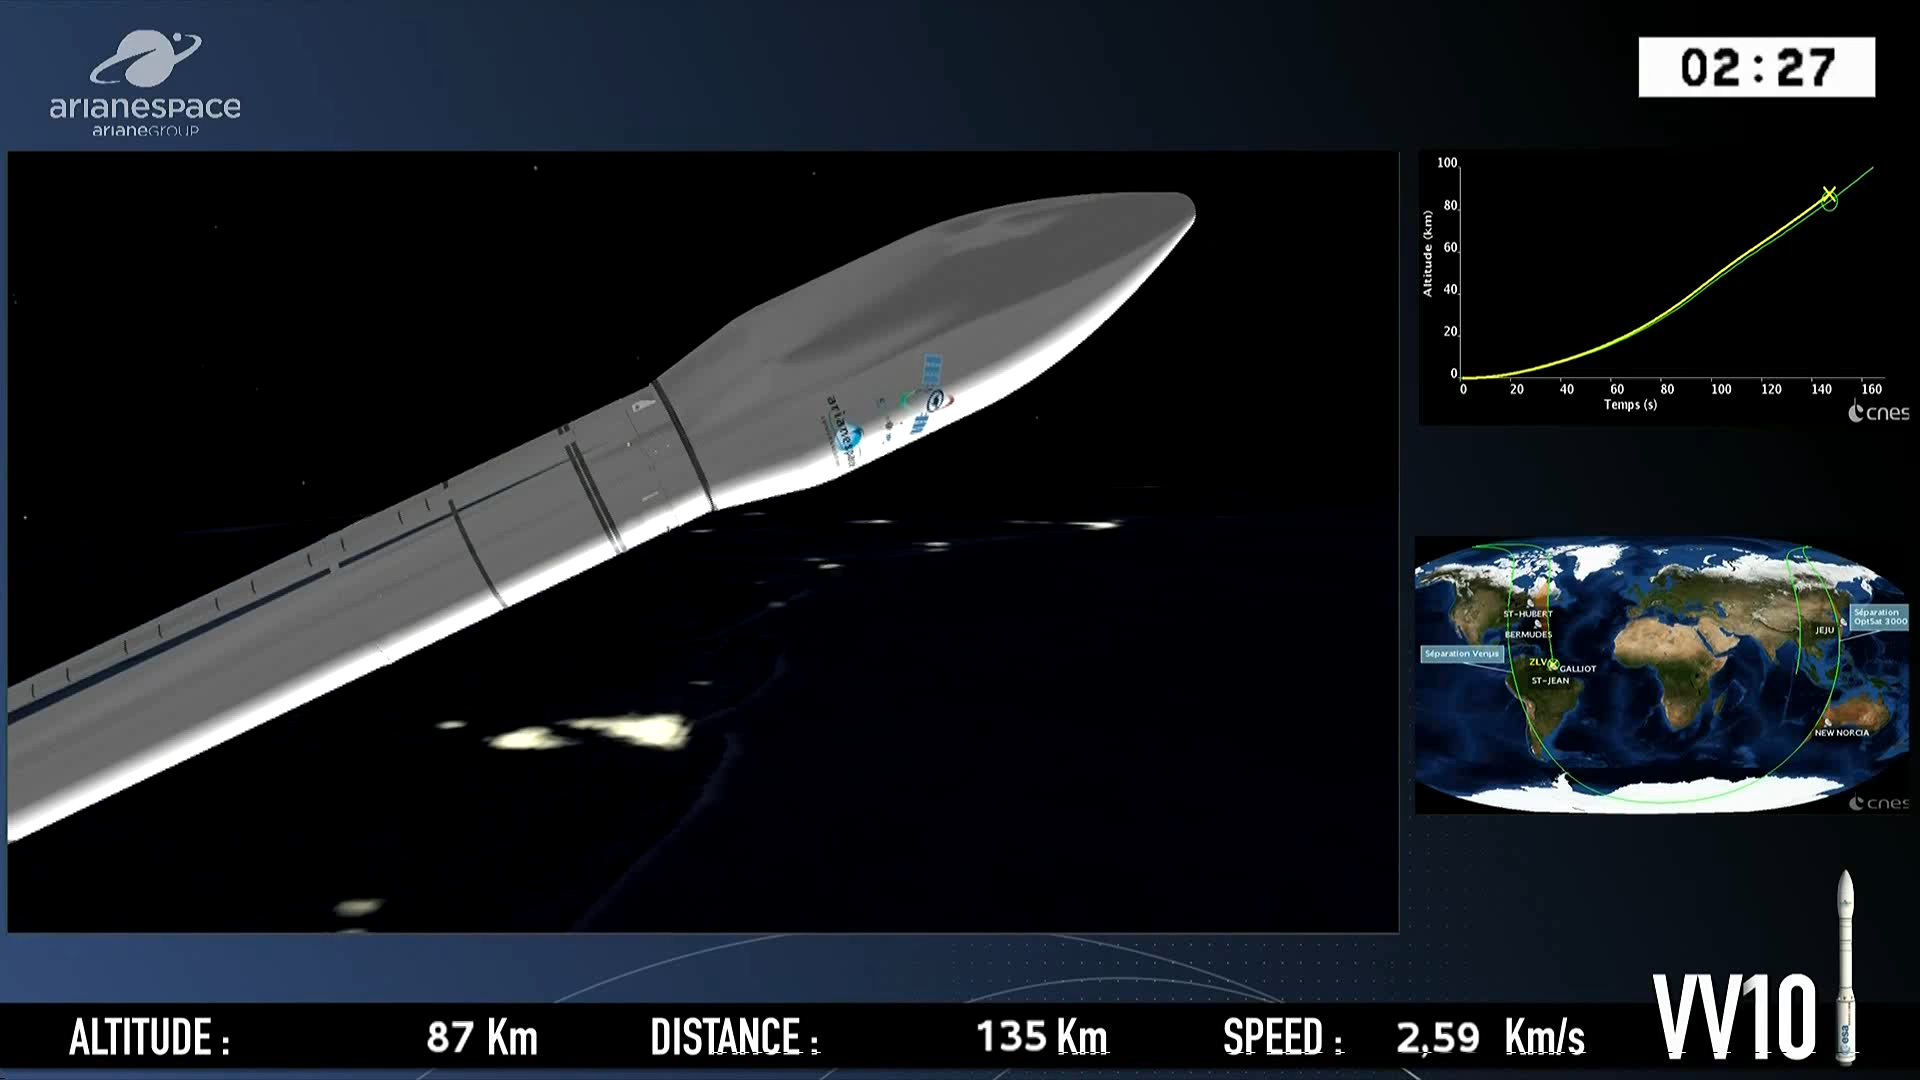 arianespace
arianeGROUP
02:27
100
80
60
40
20
0
Altitude (km)
0 20 40 60 80 100 120 140 160
Temps (s)
cnes
arianespace
ST-HUBERT
BERMUDES
Séparation Venµs
ZLV
GALLIOT
ST-JEAN
Séparation
OptSat 3000
JEJU
NEW NORCIA
cnes
VV10
esa
ALTITUDE : 87 Km DISTANCE : 135 Km SPEED : 2,59 Km/s